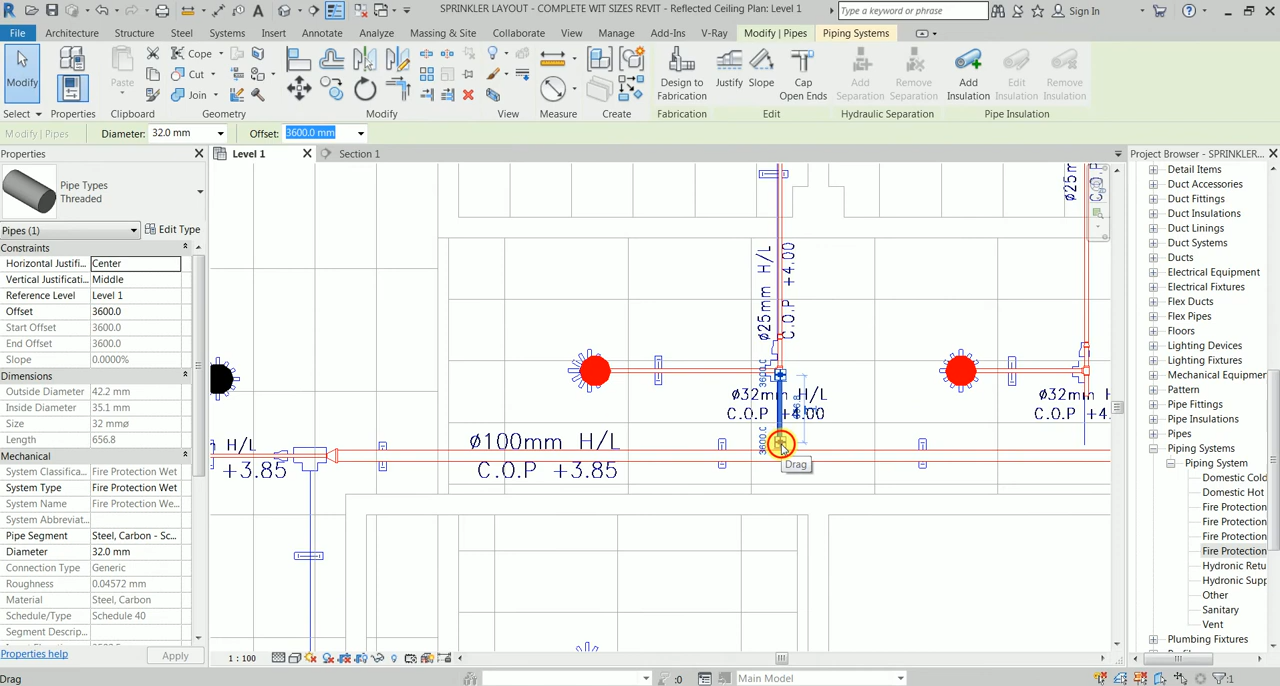 SPRINKLER LAYOUT - COMPLETE WIT SIZES REVIT - Reflected Ceiling Plan: Level 1
Type a keyword or phrase
Sign In
File Architecture Structure Steel Systems Insert Annotate Analyze Massing & Site Collaborate View Manage Add-Ins V-Ray Modify | Pipes Piping Systems
Modify
Paste
Cope
Cut
Join
Design to Fabrication
Justify
Slope
Cap Open Ends
Add Separation
Remove Separation
Add Insulation
Edit Insulation
Remove Insulation
Select
Properties
Clipboard
Geometry
Modify
View
Measure
Create
Fabrication
Edit
Hydraulic Separation
Pipe Insulation
Modify | Pipes
Diameter: 32.0 mm
Offset: 3600.0 mm
Properties
Level 1
Section 1
Project Browser - SPRINKLER...
Pipe Types
Threaded
Pipes (1)
Edit Type
Constraints
Horizontal Justifi... Center
Vertical Justificati... Middle
Reference Level Level 1
Offset 3600.0
Start Offset 3600.0
End Offset 3600.0
Slope 0.0000%
Dimensions
Outside Diameter 42.2 mm
Inside Diameter 35.1 mm
Size 32 mmø
Length 656.8
Mechanical
System Classifica... Fire Protection Wet
System Type Fire Protection Wet
System Name Fire Protection We...
System Abbreviat...
Pipe Segment Steel, Carbon - Sc...
Diameter 32.0 mm
Connection Type Generic
Roughness 0.04572 mm
Material Steel, Carbon
Schedule/Type Schedule 40
Segment Descrip...
Properties help
Apply
ø25mm H/L
C.O.P +4.00
ø25m
ø32mm H/L
C.O.P +4.00
ø32mm H/
C.O.P +4.
H/L
+3.85
ø100mm H/L
C.O.P +3.85
Drag
Detail Items
Duct Accessories
Duct Fittings
Duct Insulations
Duct Linings
Duct Systems
Ducts
Electrical Equipment
Electrical Fixtures
Flex Ducts
Flex Pipes
Floors
Lighting Devices
Lighting Fixtures
Mechanical Equipmer
Pattern
Pipe Fittings
Pipe Insulations
Pipes
Piping Systems
Piping System
Domestic Cold
Domestic Hot
Fire Protection
Fire Protection
Fire Protection
Fire Protection
Hydronic Retu
Hydronic Supp
Other
Sanitary
Vent
Plumbing Fixtures
1 : 100
Drag
:0
Main Model
:1